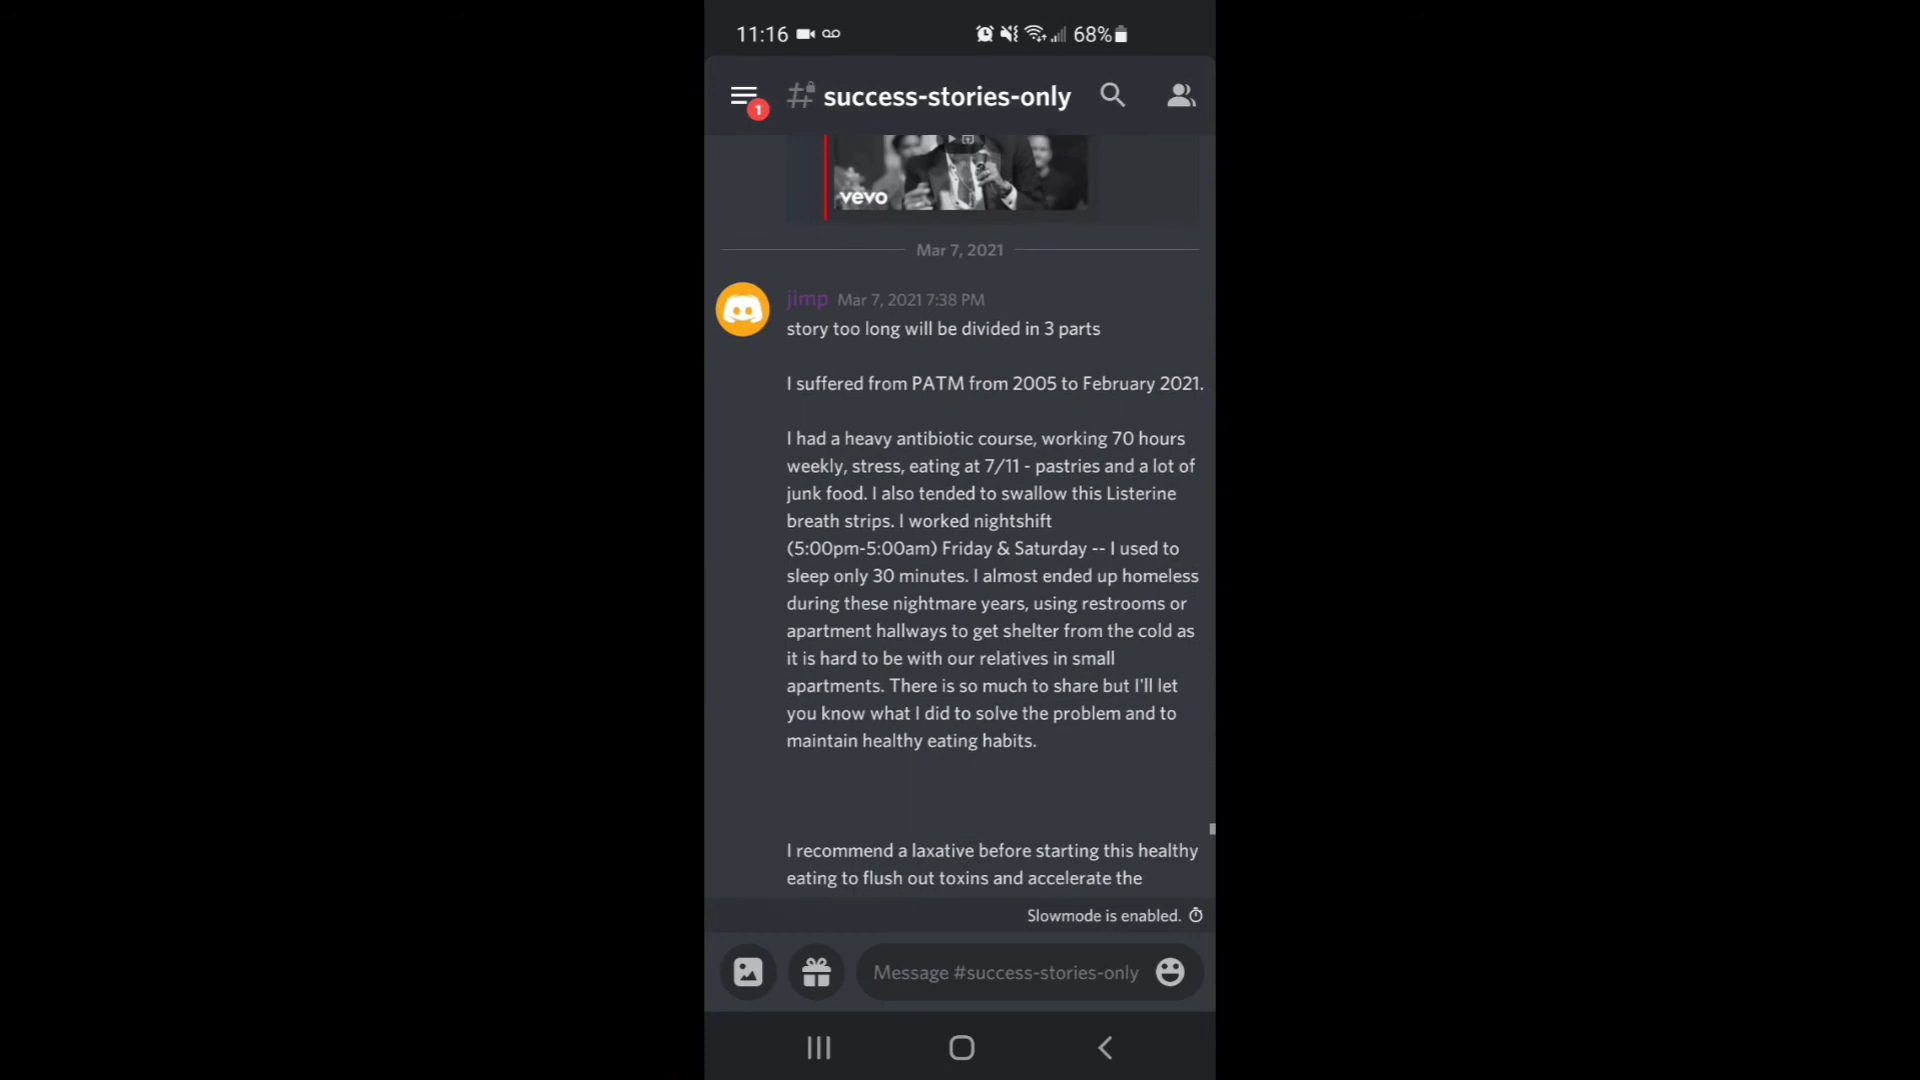 11:16 68%
1 success-stories-only
vevo
Mar 7, 2021
jimp Mar 7, 2021 7:38 PM
story too long will be divided in 3 parts
I suffered from PATM from 2005 to February 2021.
I had a heavy antibiotic course, working 70 hours
weekly, stress, eating at 7/11 - pastries and a lot of
junk food. I also tended to swallow this Listerine
breath strips. I worked nightshift
(5:00pm-5:00am) Friday & Saturday -- I used to
sleep only 30 minutes. I almost ended up homeless
during these nightmare years, using restrooms or
apartment hallways to get shelter from the cold as
it is hard to be with our relatives in small
apartments. There is so much to share but I'll let
you know what I did to solve the problem and to
maintain healthy eating habits.
I recommend a laxative before starting this healthy
eating to flush out toxins and accelerate the
Slowmode is enabled.
Message #success-stories-only